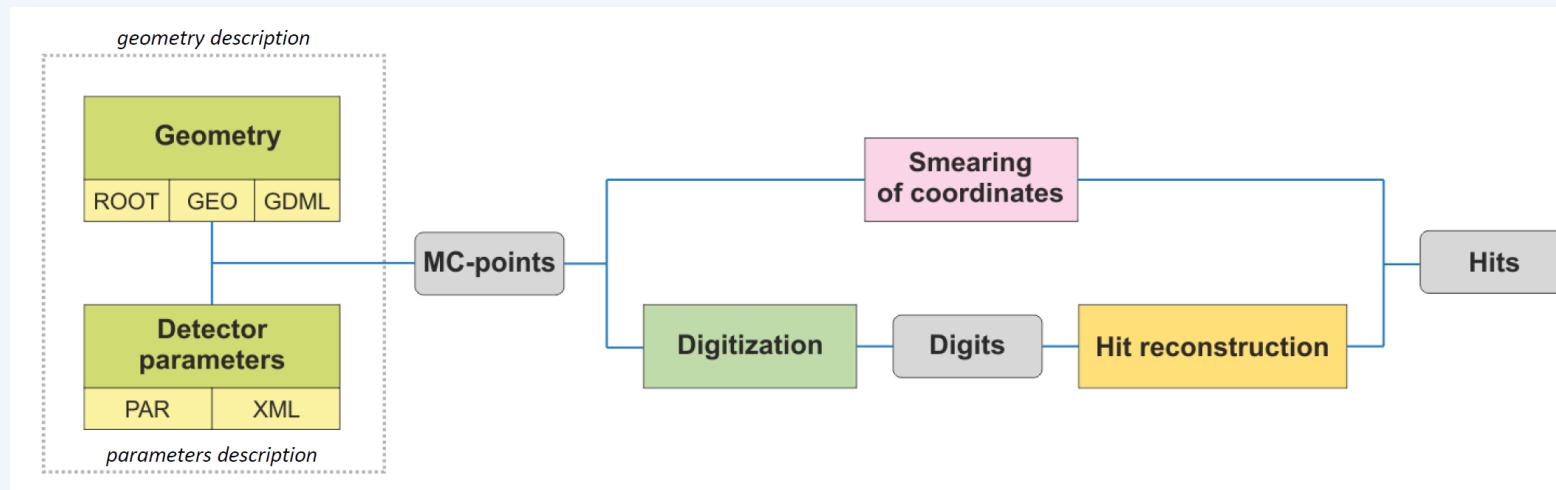 geometry description
Geometry
ROOT GEO GDML
Detector
parameters
PAR XML
parameters description
MC-points
Smearing
of coordinates
Digitization
Digits
Hit reconstruction
Hits